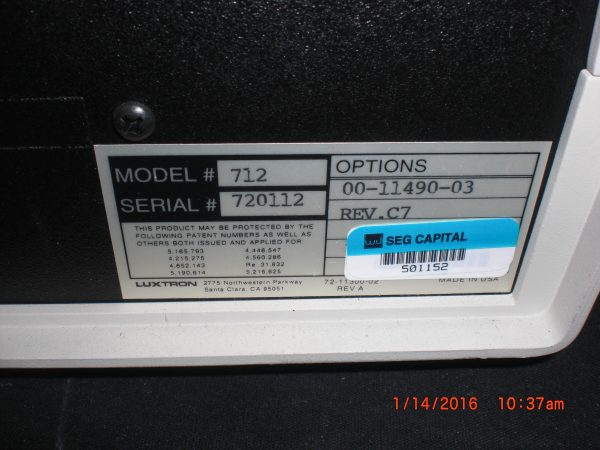 MODEL # 712
SERIAL # 720112
OPTIONS
00-11490-03
REV.C7
THIS PRODUCT MAY BE PROTECTED BY THE
FOLLOWING PATENT NUMBERS AS WELL AS
OTHERS BOTH ISSUED AND APPLIED FOR
5,165,793 4,448,547
4,215,275 4,560,286
4,652,143 Re 31,832
5,190,614 5,216,625
SEG CAPITAL
501152
LUXTRON 2775 Northwestern Parkway
Santa Clara, CA 95051
72-11300-02
REV A
MADE IN USA
1/14/2016 10:37am